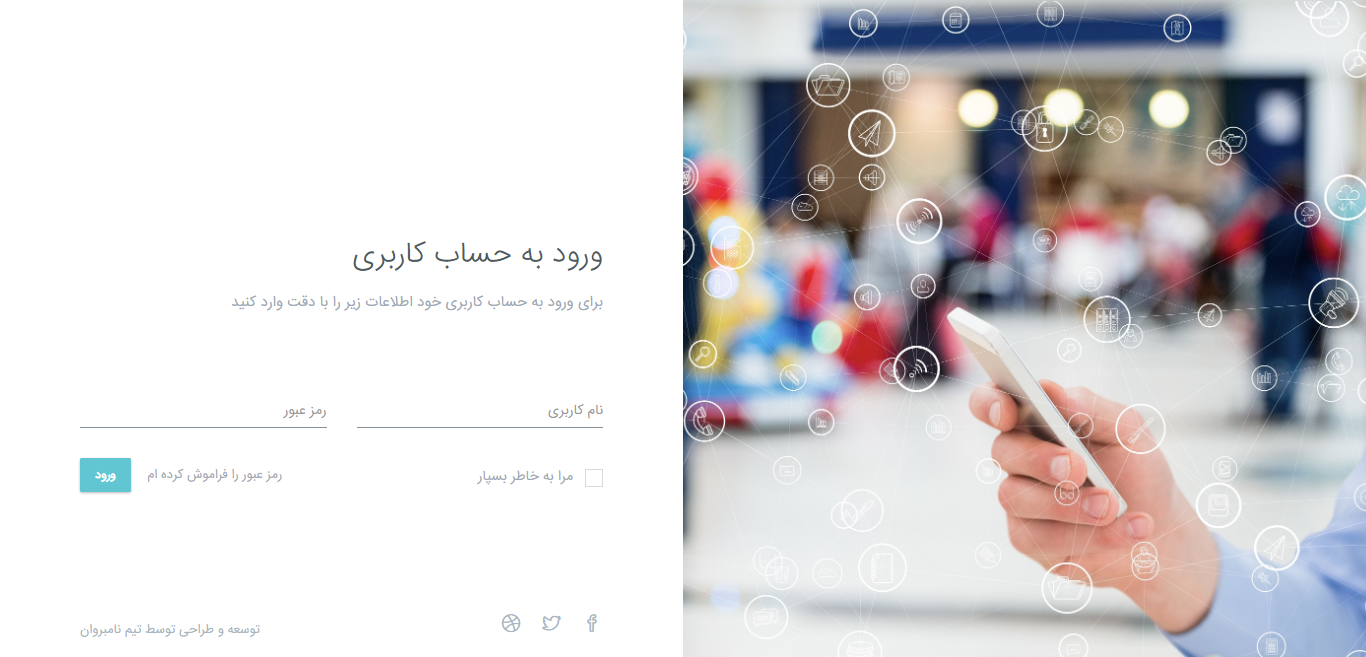 ورود به حساب کاربری
برای ورود به حساب کاربری خود اطلاعات زیر را با دقت وارد کنید
نام کاربری
رمز عبور
مرا به خاطر بسپار
رمز عبور را فراموش کرده ام
ورود
توسعه و طراحی توسط تیم نامبروان